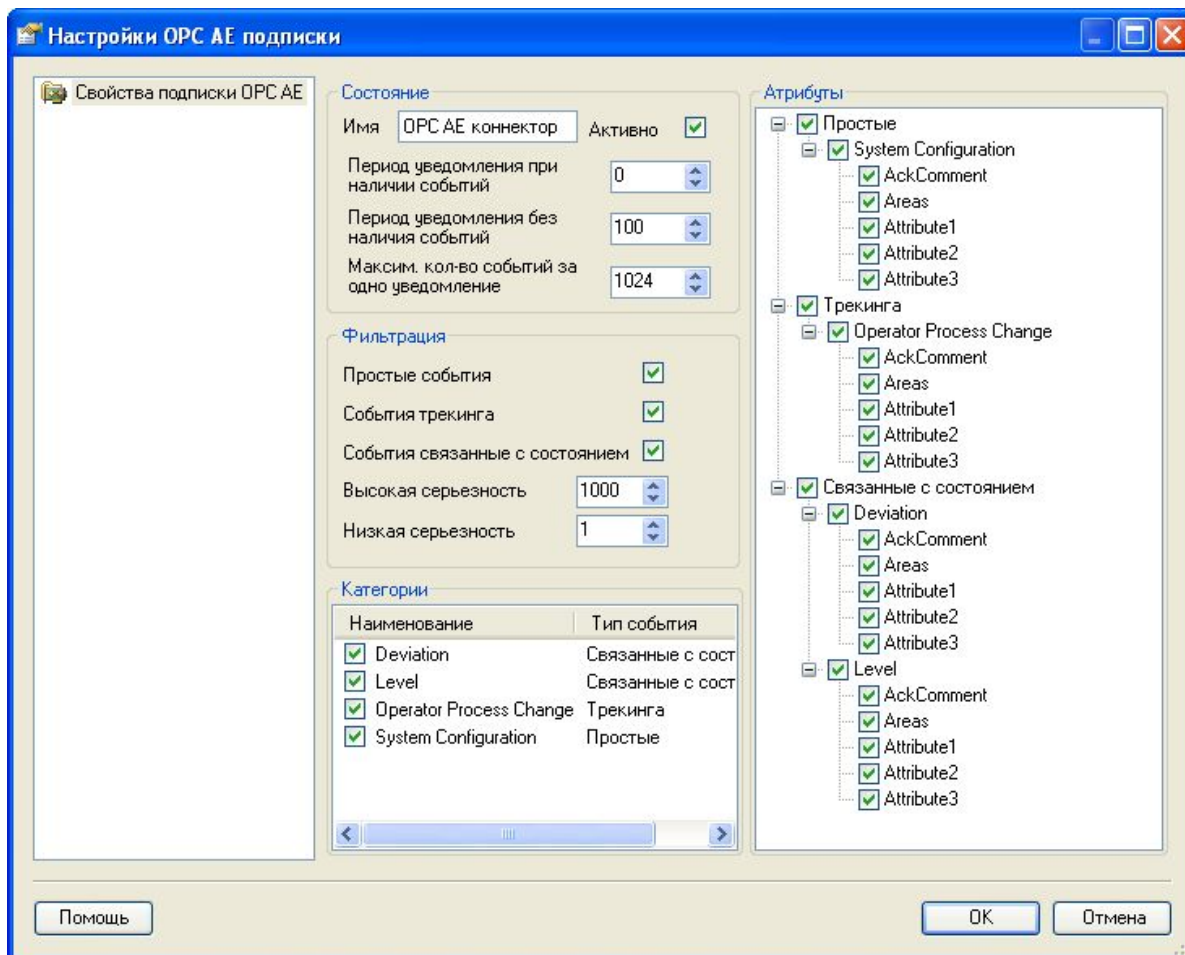 Настройки OPC AE подписки
Свойства подписки OPC AE
Состояние
Имя OPC AE коннектор Активно
Период уведомления при
наличии событий 0
Период уведомления без
наличия событий 100
Максим. кол-во событий за
одно уведомление 1024
Фильтрация
Простые события
События трекинга
События связанные с состоянием
Высокая серьезность 1000
Низкая серьезность 1
Категории
Наименование Тип события
Deviation Связанные с сост
Level Связанные с сост
Operator Process Change Трекинга
System Configuration Простые
Атрибуты
Простые
System Configuration
AckComment
Areas
Attribute1
Attribute2
Attribute3
Трекинга
Operator Process Change
AckComment
Areas
Attribute1
Attribute2
Attribute3
Связанные с состоянием
Deviation
AckComment
Areas
Attribute1
Attribute2
Attribute3
Level
AckComment
Areas
Attribute1
Attribute2
Attribute3
Помощь
OK
Отмена